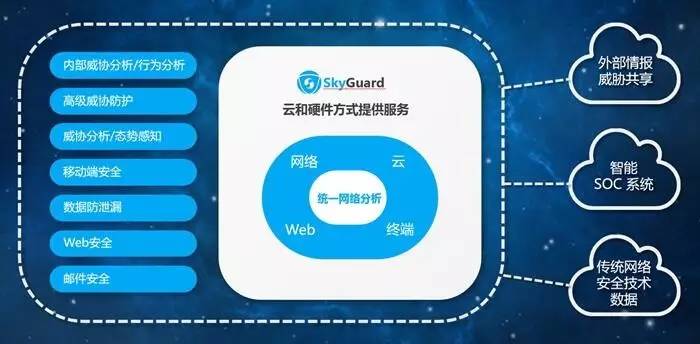 内部威协分析/行为分析
高级威协防护
威协分析/态势感知
移动端安全
数据防泄漏
Web安全
邮件安全
SkyGuard
云和硬件方式提供服务
网络
云
统一网络分析
Web
终端
外部情报
威胁共享
智能
SOC 系统
传统网络
安全技术
数据